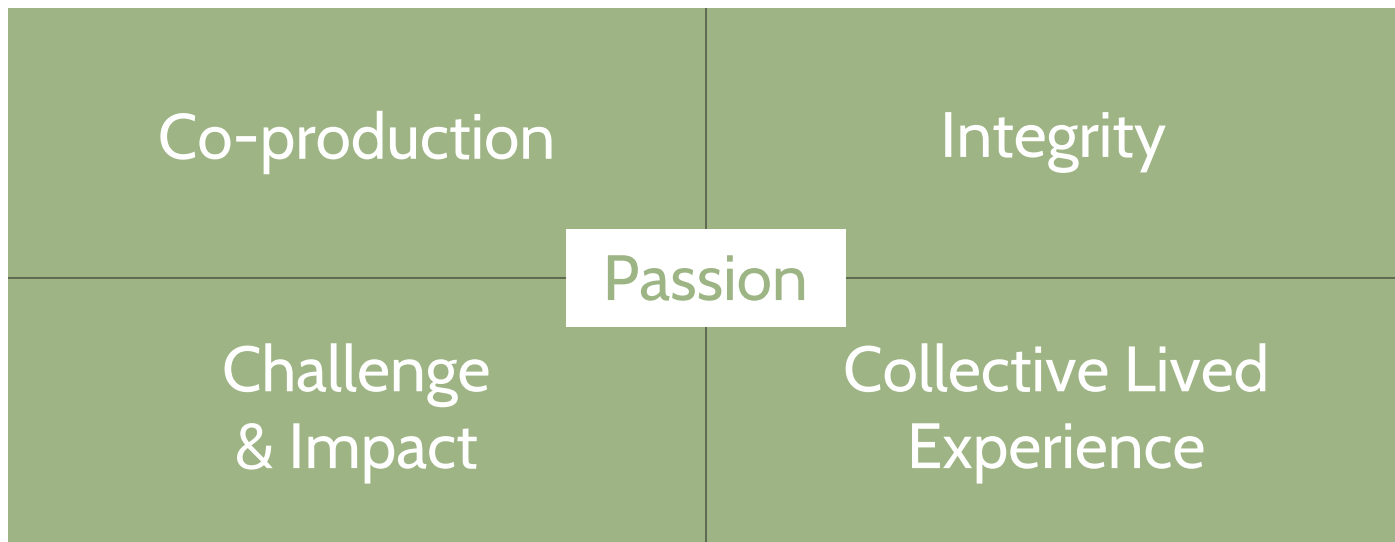 Co-production
Integrity
Passion
Challenge
& Impact
Collective Lived
Experience